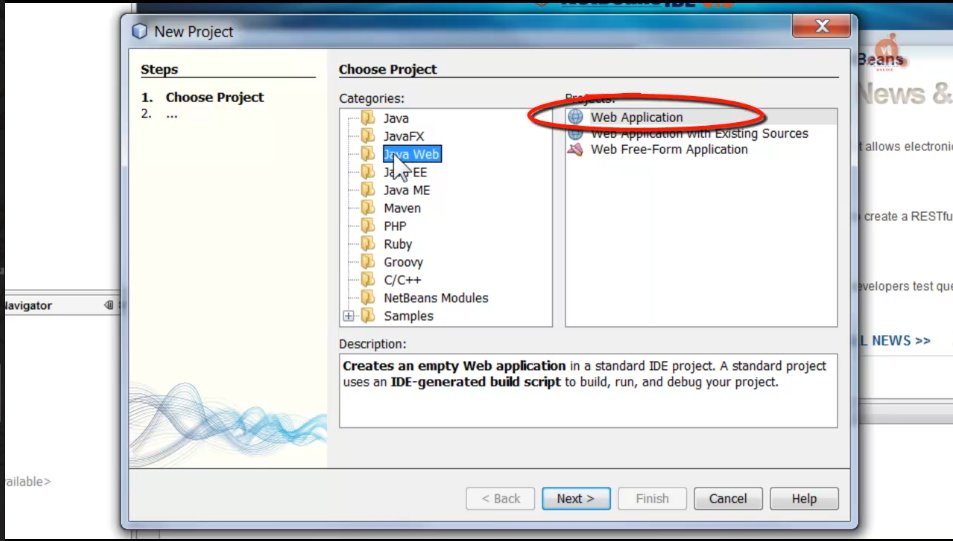 New Project
Steps
1. Choose Project
2. ...
Choose Project
Categories:
Java
JavaFX
Java Web
Java EE
Java ME
Maven
PHP
Ruby
Groovy
C/C++
NetBeans Modules
Samples
Projects:
Web Application
Web Application with Existing Sources
Web Free-Form Application
Description:
Creates an empty Web application in a standard IDE project. A standard project
uses an IDE-generated build script to build, run, and debug your project.
< Back
Next >
Finish
Cancel
Help
Navigator
Beans
News &
t allows electroni
create a RESTfu
evelopers test que
L NEWS >>
vailable>